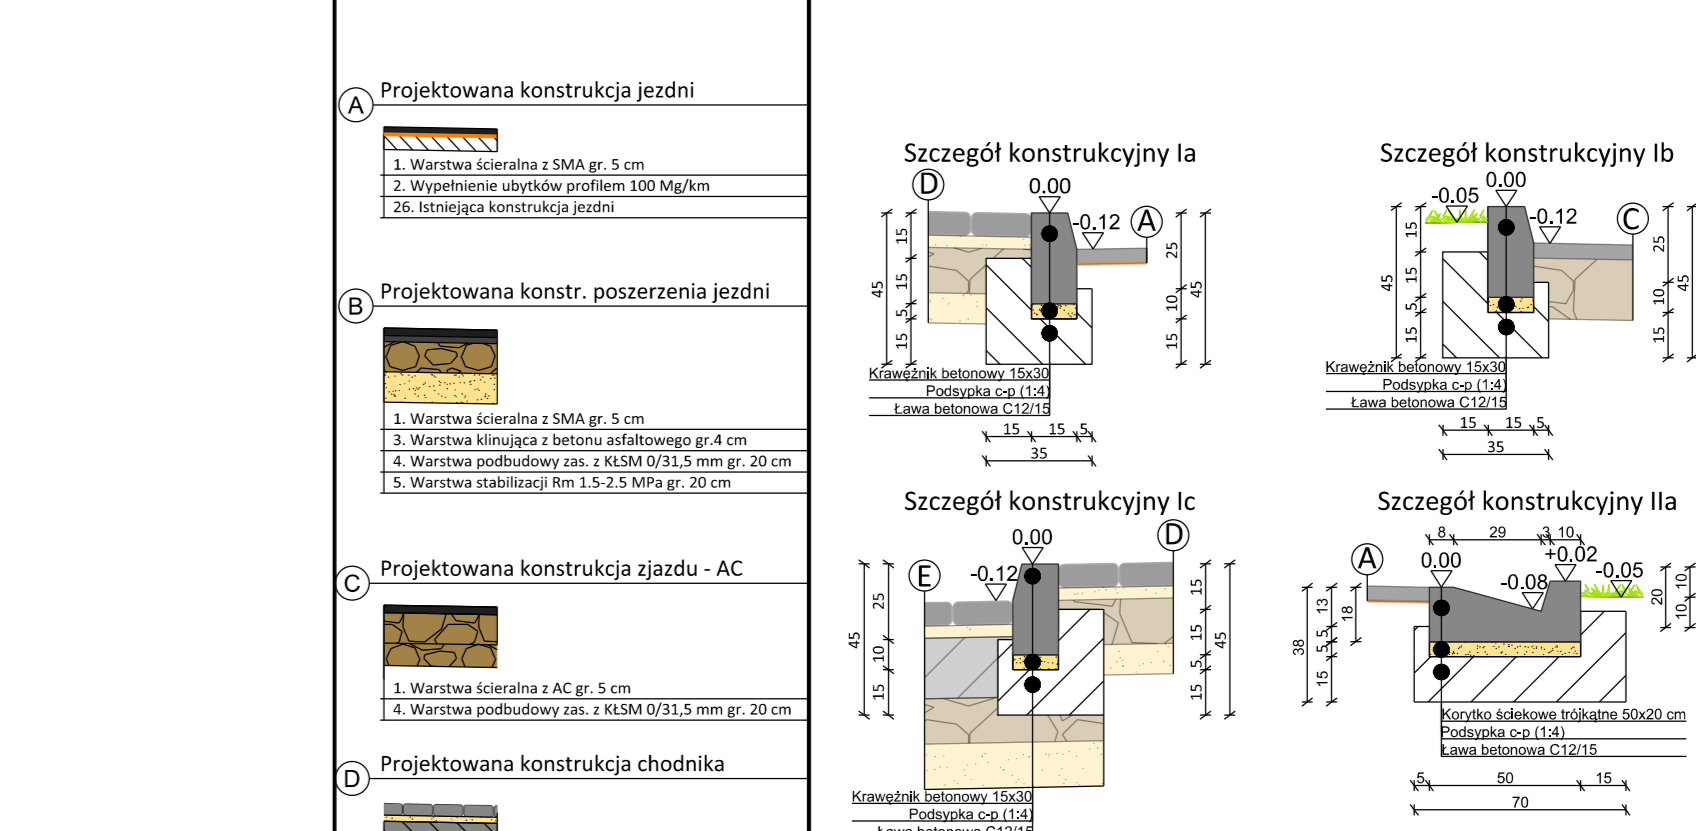 A
Projektowana konstrukcja jezdni
1. Warstwa ścieralna z SMA gr. 5 cm
2. Wypełnienie ubytków profilem 100 Mg/km
26. Istniejąca konstrukcja jezdni
B
Projektowana konstr. poszerzenia jezdni
1. Warstwa ścieralna z SMA gr. 5 cm
3. Warstwa klinująca z betonu asfaltowego gr.4 cm
4. Warstwa podbudowy zas. z KŁSM 0/31,5 mm gr. 20 cm
5. Warstwa stabilizacji Rm 1.5-2.5 MPa gr. 20 cm
C
Projektowana konstrukcja zjazdu - AC
1. Warstwa ścieralna z AC gr. 5 cm
4. Warstwa podbudowy zas. z KŁSM 0/31,5 mm gr. 20 cm
D
Projektowana konstrukcja chodnika
Szczegół konstrukcyjny Ia
D
0.00
-0.12
A
45
15
15
5
15
25
10
15
45
Krawężnik betonowy 15x30
Podsypka c-p (1:4)
Ława betonowa C12/15
15 15 5
35
Szczegół konstrukcyjny Ib
-0.05
0.00
-0.12
C
45
15
15
5
15
25
10
15
45
Krawężnik betonowy 15x30
Podsypka c-p (1:4)
Ława betonowa C12/15
15 15 5
35
Szczegół konstrukcyjny Ic
E
-0.12
0.00
D
45
25
10
15
15
15
5
15
45
Krawężnik betonowy 15x30
Podsypka c-p (1:4)
Ława betonowa C12/15
Szczegół konstrukcyjny IIa
8 29 3 10
A
0.00
-0.08
+0.02
-0.05
38
13
5
5
15
18
20
10
10
Korytko ściekowe trójkątne 50x20 cm
Podsypka c-p (1:4)
Ława betonowa C12/15
5 50 15
70